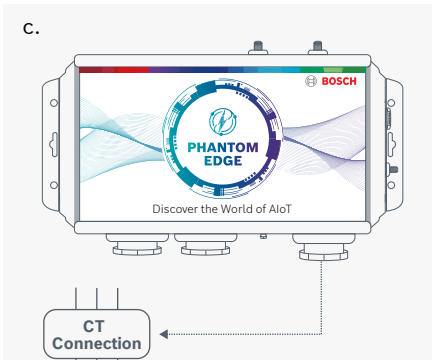 c.
BOSCH
PHANTOM
EDGE
Discover the World of AIoT
CT
Connection